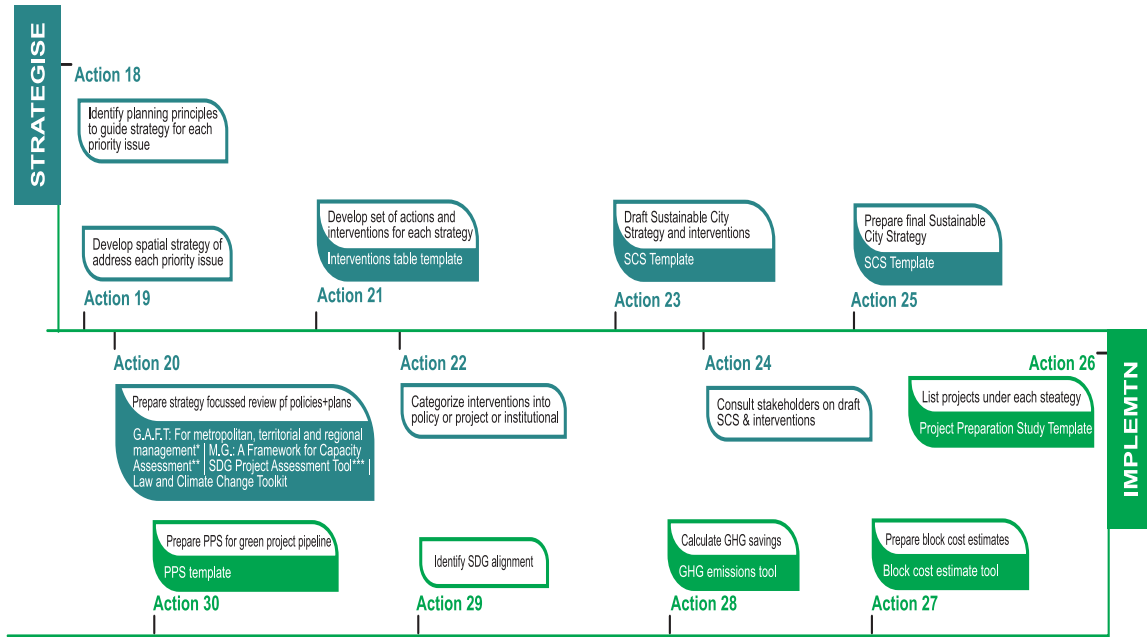 STRATEGISE
Action 18
Identify planning principles
to guide strategy for each
priority issue
Develop spatial strategy of
address each priority issue
Action 19
Develop set of actions and
interventions for each strategy
Interventions table template
Action 21
Draft Sustainable City
Strategy and interventions
SCS Template
Action 23
Prepare final Sustainable
City Strategy
SCS Template
Action 25
Action 20
Prepare strategy focussed review pf policies+plans
G.A.F.T: For metropolitan, territorial and regional
management* | M.G.: A Framework for Capacity
Assessment** | SDG Project Assessment Tool*** |
Law and Climate Change Toolkit
Action 22
Categorize interventions into
policy or project or institutional
Action 24
Consult stakeholders on draft
SCS & interventions
Action 26
List projects under each steategy
Project Preparation Study Template
IMPLEMTN
Prepare PPS for green project pipeline
PPS template
Action 30
Identify SDG alignment
Action 29
Calculate GHG savings
GHG emissions tool
Action 28
Prepare block cost estimates
Block cost estimate tool
Action 27